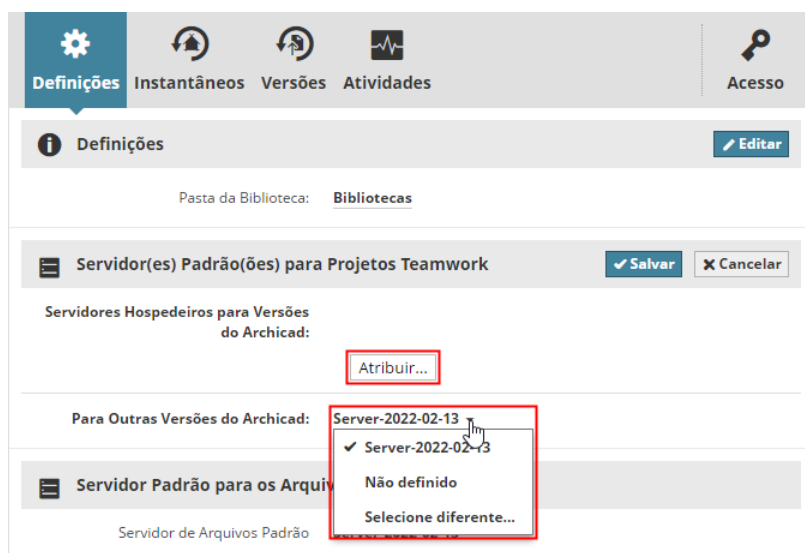 Definições Instantâneos Versões Atividades Acesso
Definições Editar
Pasta da Biblioteca: Bibliotecas
Servidor(es) Padrão(ões) para Projetos Teamwork Salvar Cancelar
Servidores Hospedeiros para Versões
do Archicad:
Atribuir...
Para Outras Versões do Archicad: Server-2022-02-13
Server-2022-02-13
Não definido
Selecione diferente...
Servidor Padrão para os
Servidor de Arquivos Padrão